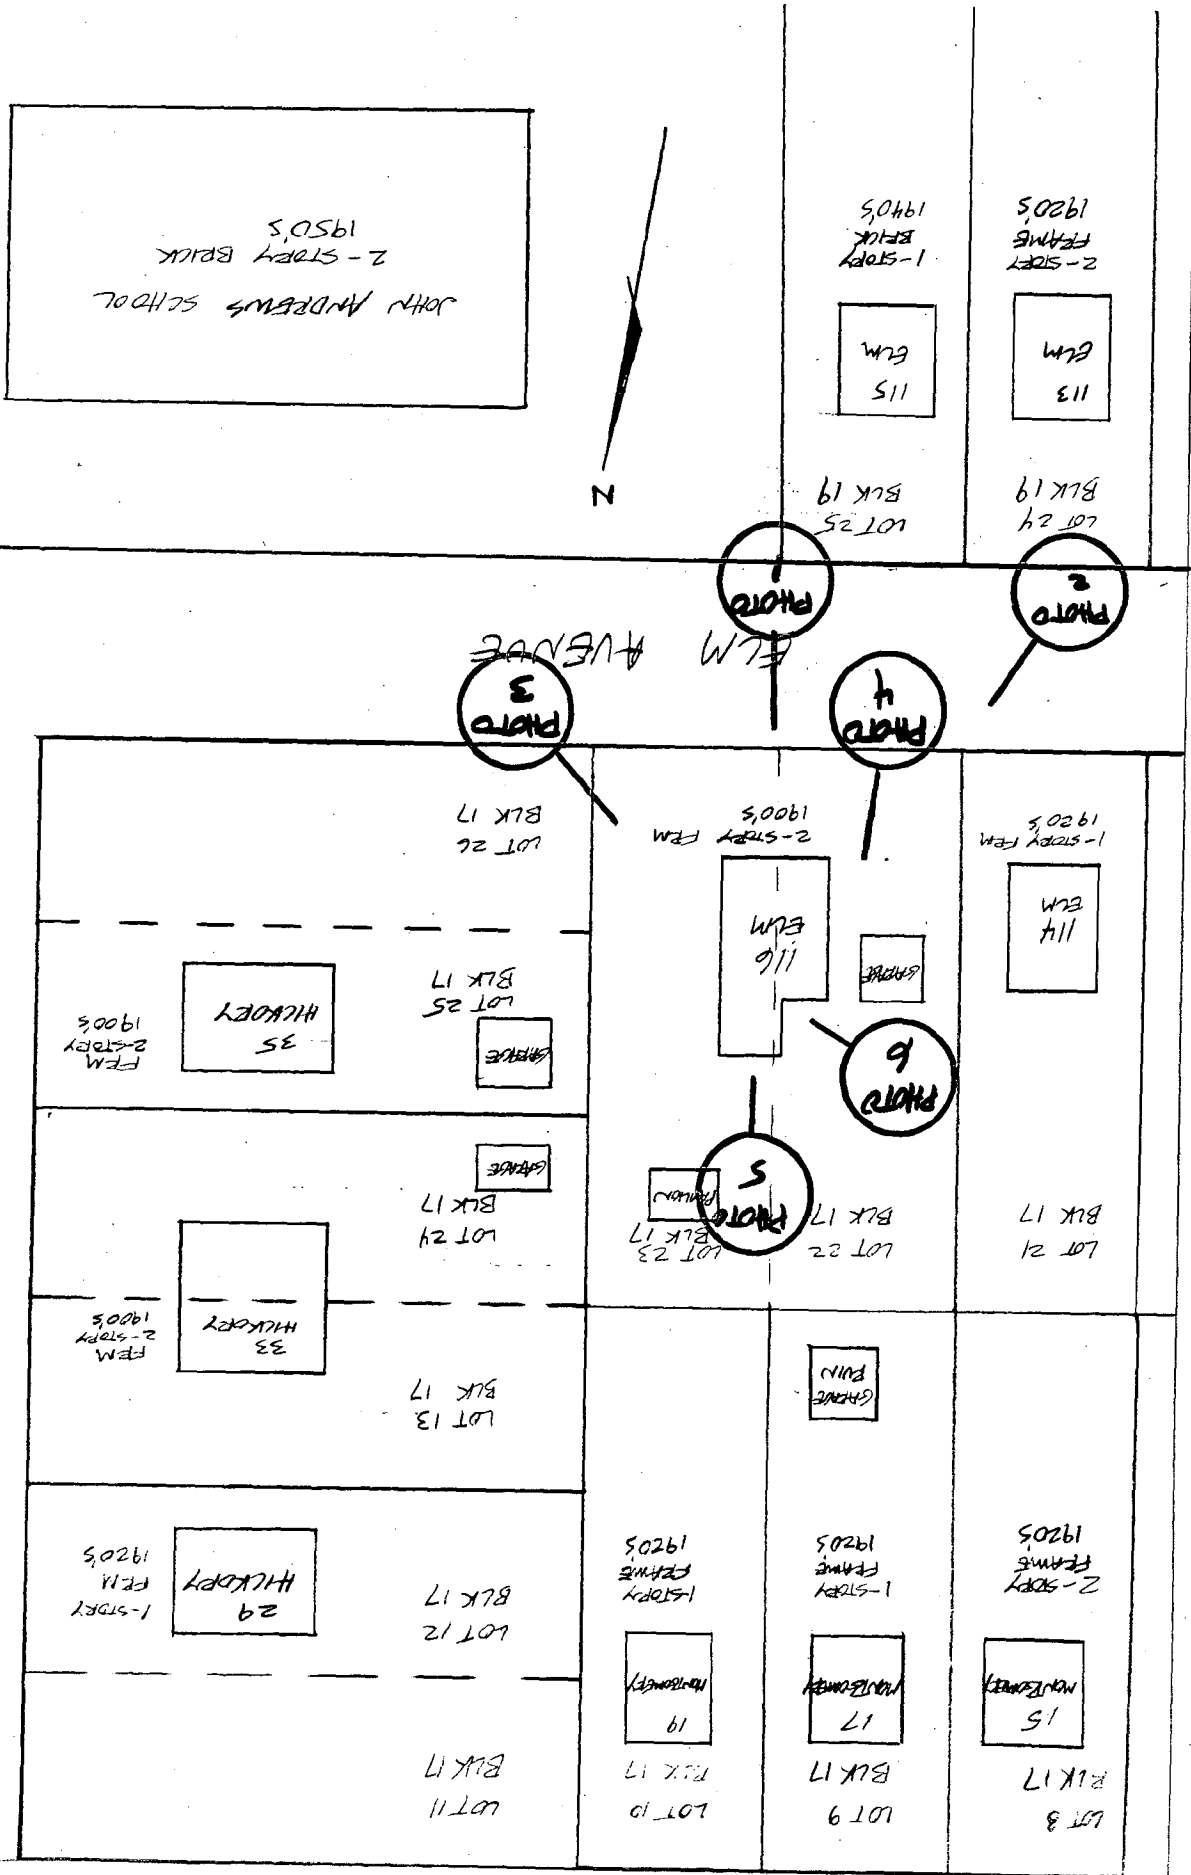 LOT 8
BLK 17
15
MONTGOMERY
2-STORY
FRAME
1920'S
LOT 9
BLK 17
17
MONTGOMERY
1-STORY
FRAME
1920'S
GARAGE
RUIN
LOT 10
BLK 17
19
MONTGOMERY
1-STORY
FRAME
1920'S
LOT 11
BLK 17
LOT 12
BLK 17
29
HICKORY
1-STORY
FRM
1920'S
LOT 13
BLK 17
33
HICKORY
FRM
2-STORY
1900'S
LOT 24
BLK 17
GARAGE
LOT 21
BLK 17
114
ELM
1-STORY FRM
1920'S
LOT 22
BLK 17
LOT 23
BLK 17
PAVILION
PHOTO
5
PHOTO
6
GARAGE
116
ELM
2-STORY FRM
1900'S
GARAGE
LOT 25
BLK 17
35
HICKORY
FRM
2-STORY
1900'S
LOT 26
BLK 17
PHOTO
4
PHOTO
3
ELM AVENUE
PHOTO
2
PHOTO
1
LOT 24
BLK 19
113
ELM
2-STORY
FRAME
1920'S
LOT 25
BLK 19
115
ELM
1-STORY
BRICK
1940'S
N
JOHN ANDREWS SCHOOL
2-STORY BRICK
1950'S